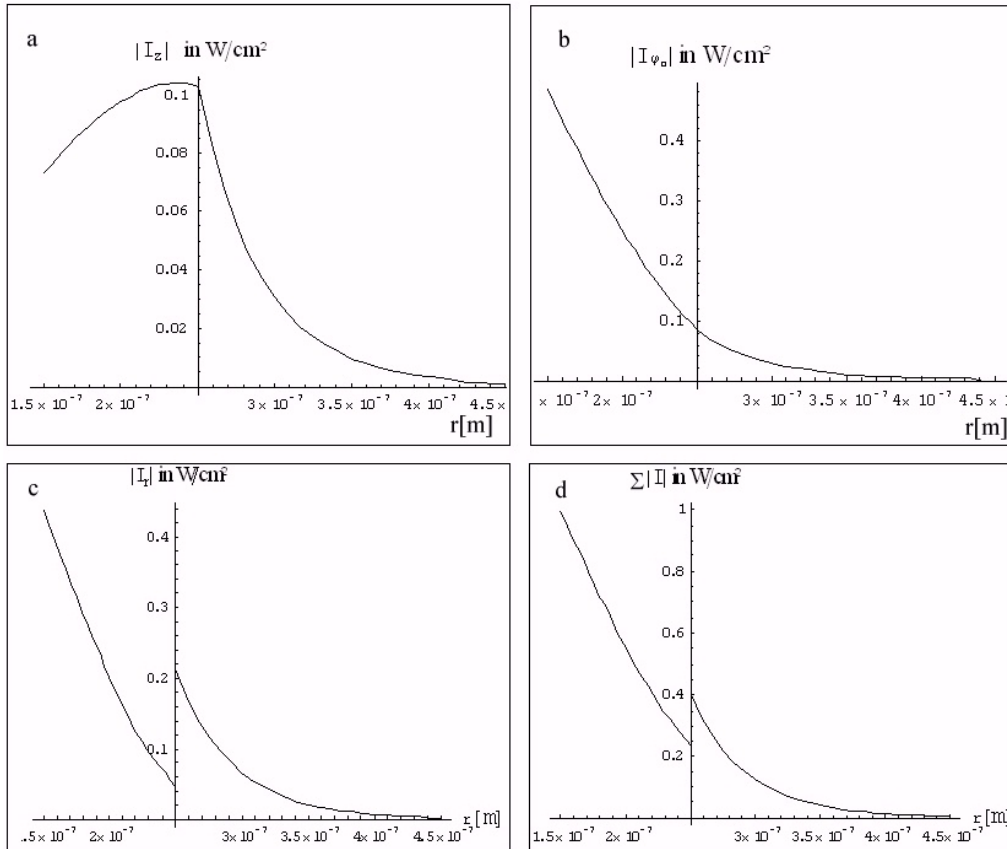 a
|I_z| in W/cm²
0.1
0.08
0.06
0.04
0.02
1.5× 10⁻⁷ 2× 10⁻⁷ 3× 10⁻⁷ 3.5× 10⁻⁷ 4× 10⁻⁷ 4.5×
r[m]
b
|I φₒ| in W/cm²
0.4
0.3
0.2
0.1
× 10⁻⁷ 2× 10⁻⁷ 3× 10⁻⁷ 3.5× 10⁻⁷ 4× 10⁻⁷ 4.5×
r[m]
c
|I_r| in W/cm²
0.4
0.3
0.2
0.1
.5×10⁻⁷ 2×10⁻⁷ 3×10⁻⁷ 3.5×10⁻⁷ 4×10⁻⁷ 4.5×10⁻⁷
r [m]
d
∑|I| in W/cm²
1
0.8
0.6
0.4
0.2
1.5×10⁻⁷ 2×10⁻⁷ 3×10⁻⁷ 3.5×10⁻⁷ 4×10⁻⁷ 4.5×10⁻⁷
r [m]